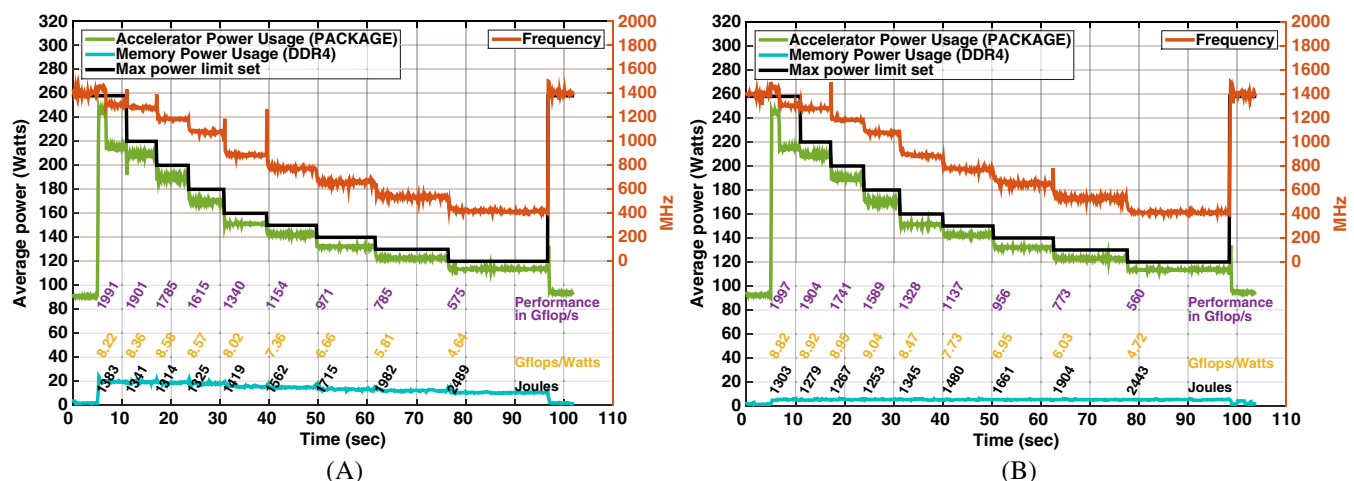 320
300
280
260
240
220
200
180
160
140
120
100
80
60
40
20
0
Average power (Watts)
Accelerator Power Usage (PACKAGE)
Memory Power Usage (DDR4)
Max power limit set
Frequency
2000
1800
1600
1400
1200
1000
800
600
400
200
0
MHz
1991 1901 1785 1615 1340 1154 971 785 575
Performance
in Gflop/s
8.22 8.36 8.58 8.57 8.02 7.36 6.66 5.81 4.64
Gflops/Watts
1383 1341 1314 1325 1419 1562 1715 1982 2489
Joules
0 10 20 30 40 50 60 70 80 90 100 110
Time (sec)
(A)
320
300
280
260
240
220
200
180
160
140
120
100
80
60
40
20
0
Average power (Watts)
Accelerator Power Usage (PACKAGE)
Memory Power Usage (DDR4)
Max power limit set
Frequency
2000
1800
1600
1400
1200
1000
800
600
400
200
0
MHz
1997 1904 1741 1589 1328 1137 956 773 560
Performance
in Gflop/s
8.82 8.92 8.95 9.04 8.47 7.73 6.95 6.03 4.72
Gflops/Watts
1303 1279 1267 1253 1345 1480 1661 1904 2443
Joules
0 10 20 30 40 50 60 70 80 90 100 110
Time (sec)
(B)